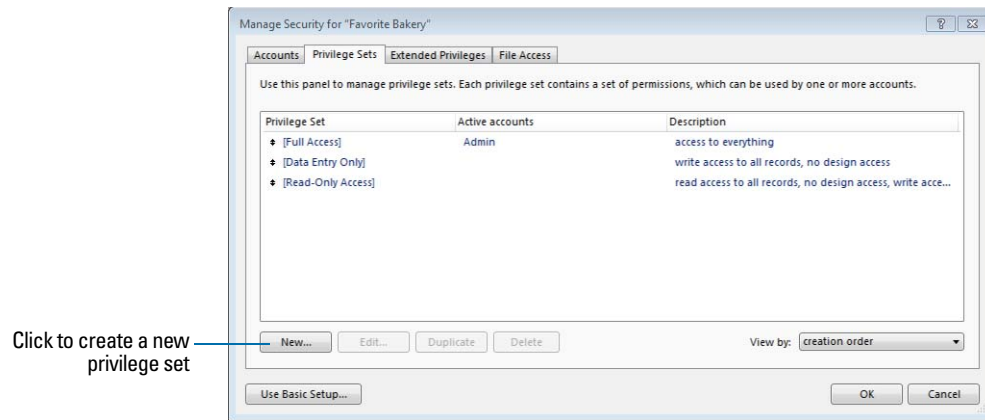 Manage Security for "Favorite Bakery"
Accounts Privilege Sets Extended Privileges File Access
Use this panel to manage privilege sets. Each privilege set contains a set of permissions, which can be used by one or more accounts.
Privilege Set Active accounts Description
[Full Access] Admin access to everything
[Data Entry Only] write access to all records, no design access
[Read-Only Access] read access to all records, no design access, write acce...
Click to create a new
privilege set
New... Edit... Duplicate Delete View by: creation order
Use Basic Setup... OK Cancel